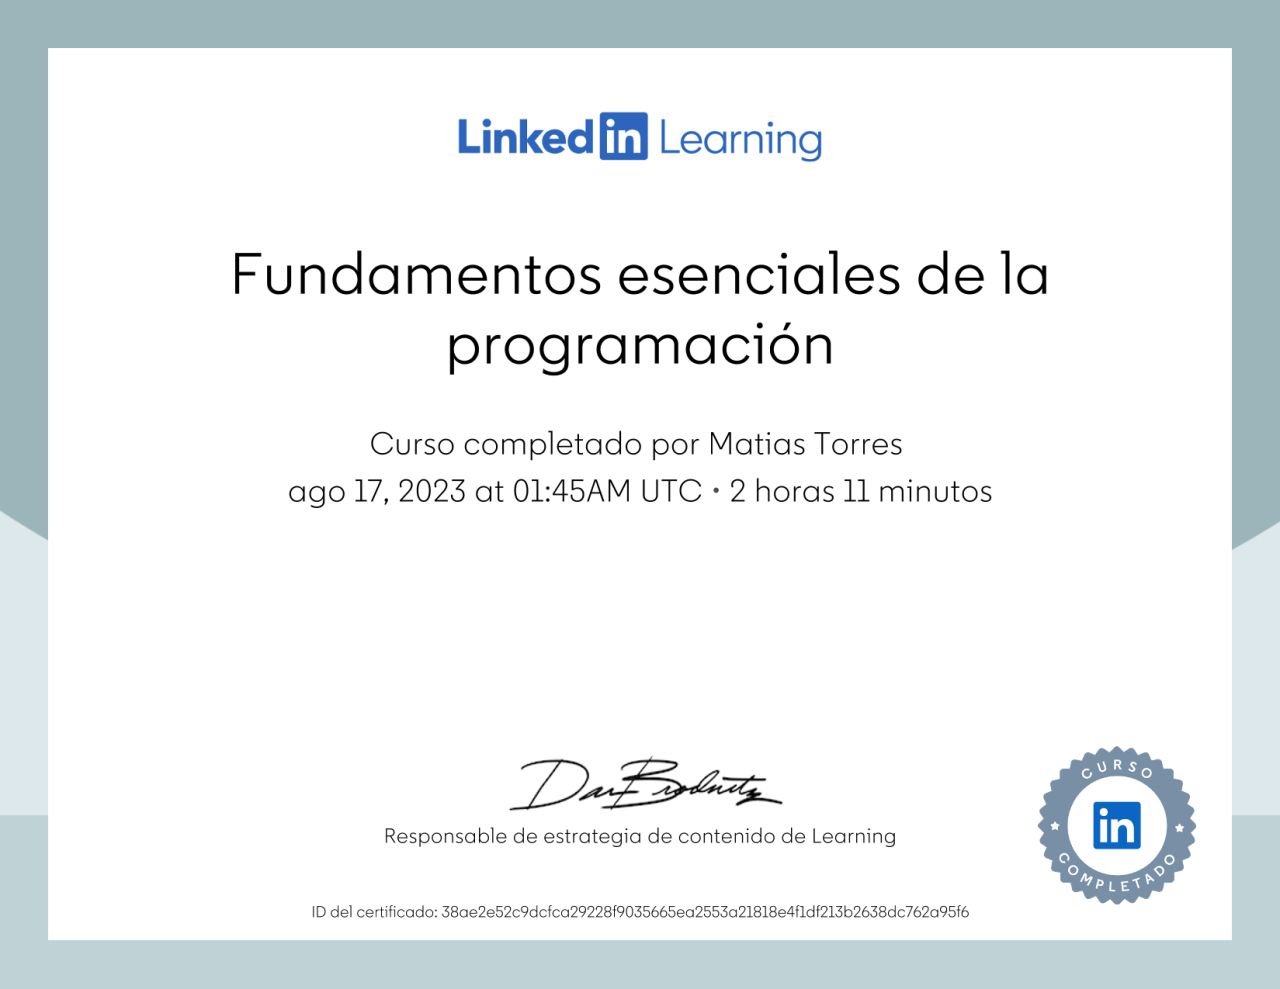 Linked in Learning
Fundamentos esenciales de la
programación
Curso completado por Matias Torres
ago 17, 2023 at 01:45AM UTC • 2 horas 11 minutos
Dan Brodnitz
Responsable de estrategia de contenido de Learning
CURSO
in
COMPLETADO
ID del certificado: 38ae2e52c9dcfca29228f9035665ea2553a21818e4f1df213b2638dc762a95f6